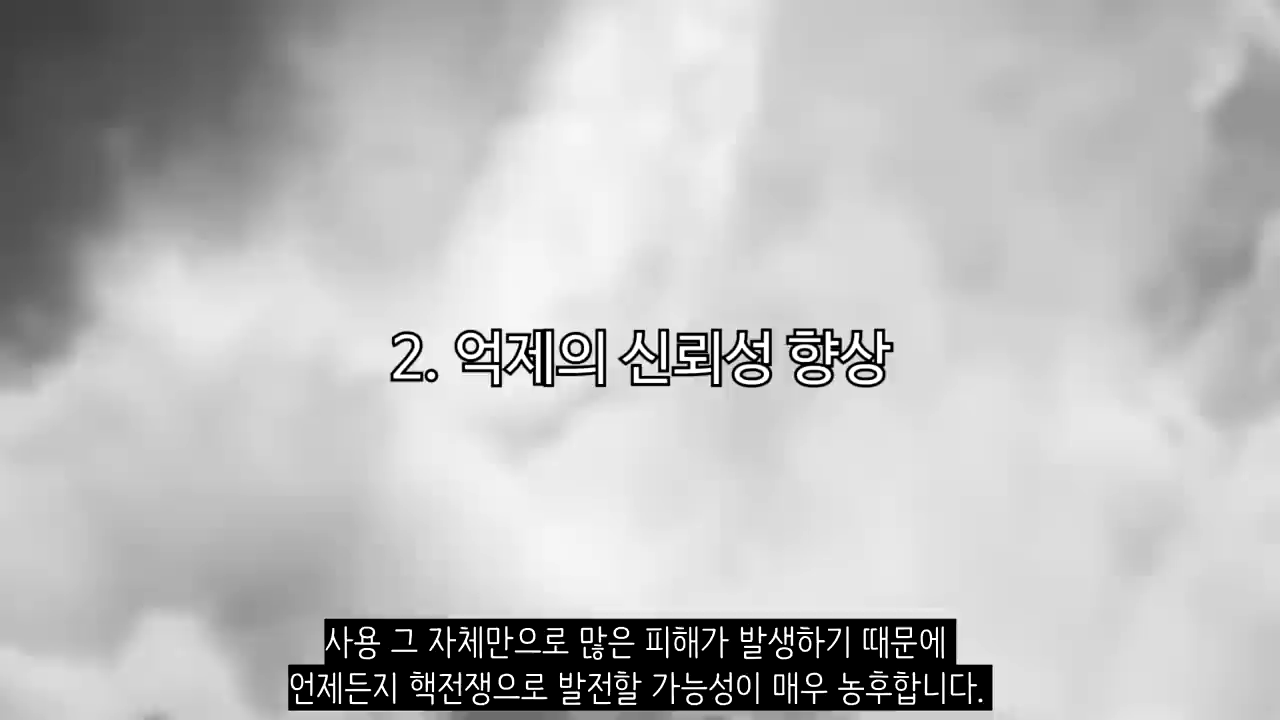 2. 억제의 신뢰성 향상
사용 그 자체만으로 많은 피해가 발생하기 때문에
언제든지 핵전쟁으로 발전할 가능성이 매우 농후합니다.